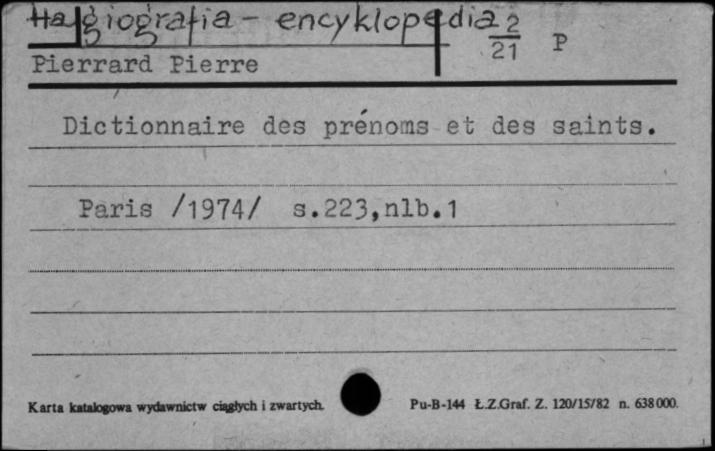 Hagiografia - encyklopedia 2/21 P
Pierrard Pierre
Dictionnaire des prénoms et des saints.
Paris /1974/ s.223,nlb.1
Karta katalogowa wydawnictw ciągłych i zwartych. Pu-B-144 Ł.Z.Graf. Z. 120/15/82 n. 638000.